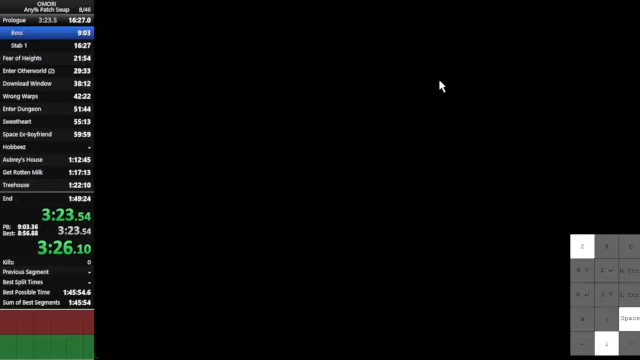 OMORI
Any% Patch Swap 8/46
Prologue 3:23.5 16:27.0
Boss 9:03
Stab 1 16:27
Fear of Heights 21:54
Enter Otherworld (2) 29:33
Download Window 38:12
Wrong Warps 42:22
Enter Dungeon 51:44
Sweetheart 55:13
Space Ex-Boyfriend 59:59
Hobbeez -
Aubrey's House 1:12:45
Get Rotten Milk 1:17:13
Treehouse 1:22:10
End 1:49:24
3:23.54
PB: 9:03.36
Best: 8:56.88 3:23.54
3:26.10
Kills: 0
Previous Segment -
Best Split Times -
Best Possible Time 1:45:54.6
Sum of Best Segments 1:45:54
Z
Space